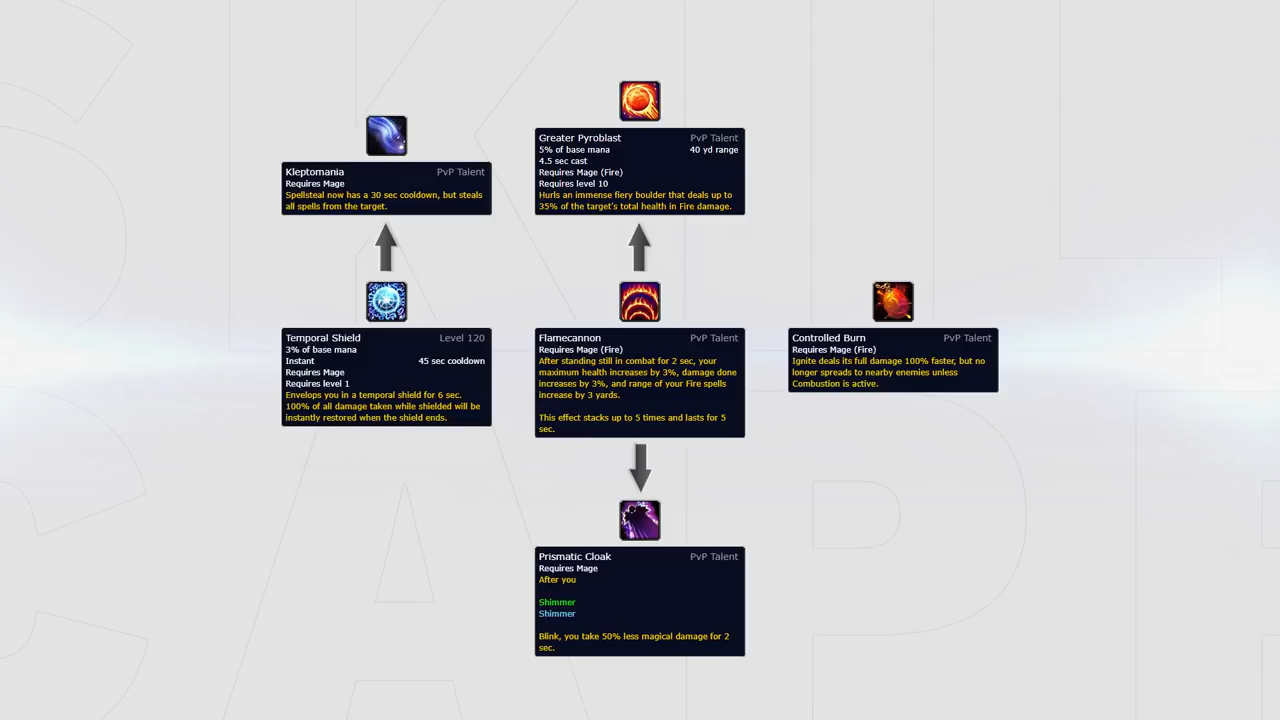 Kleptomania PvP Talent
Requires Mage
Spellsteal now has a 30 sec cooldown, but steals
all spells from the target.
Greater Pyroblast PvP Talent
5% of base mana 40 yd range
4.5 sec cast
Requires Mage (Fire)
Requires level 10
Hurls an immense fiery boulder that deals up to
35% of the target's total health in Fire damage.
Temporal Shield Level 120
3% of base mana
Instant 45 sec cooldown
Requires Mage
Requires level 1
Envelops you in a temporal shield for 6 sec.
100% of all damage taken while shielded will be
instantly restored when the shield ends.
Flamecannon PvP Talent
Requires Mage (Fire)
After standing still in combat for 2 sec, your
maximum health increases by 3%, damage done
increases by 3%, and range of your Fire spells
increase by 3 yards.
This effect stacks up to 5 times and lasts for 5
sec.
Controlled Burn PvP Talent
Requires Mage (Fire)
Ignite deals its full damage 100% faster, but no
longer spreads to nearby enemies unless
Combustion is active.
Prismatic Cloak PvP Talent
Requires Mage
After you
Shimmer
Shimmer
Blink, you take 50% less magical damage for 2
sec.